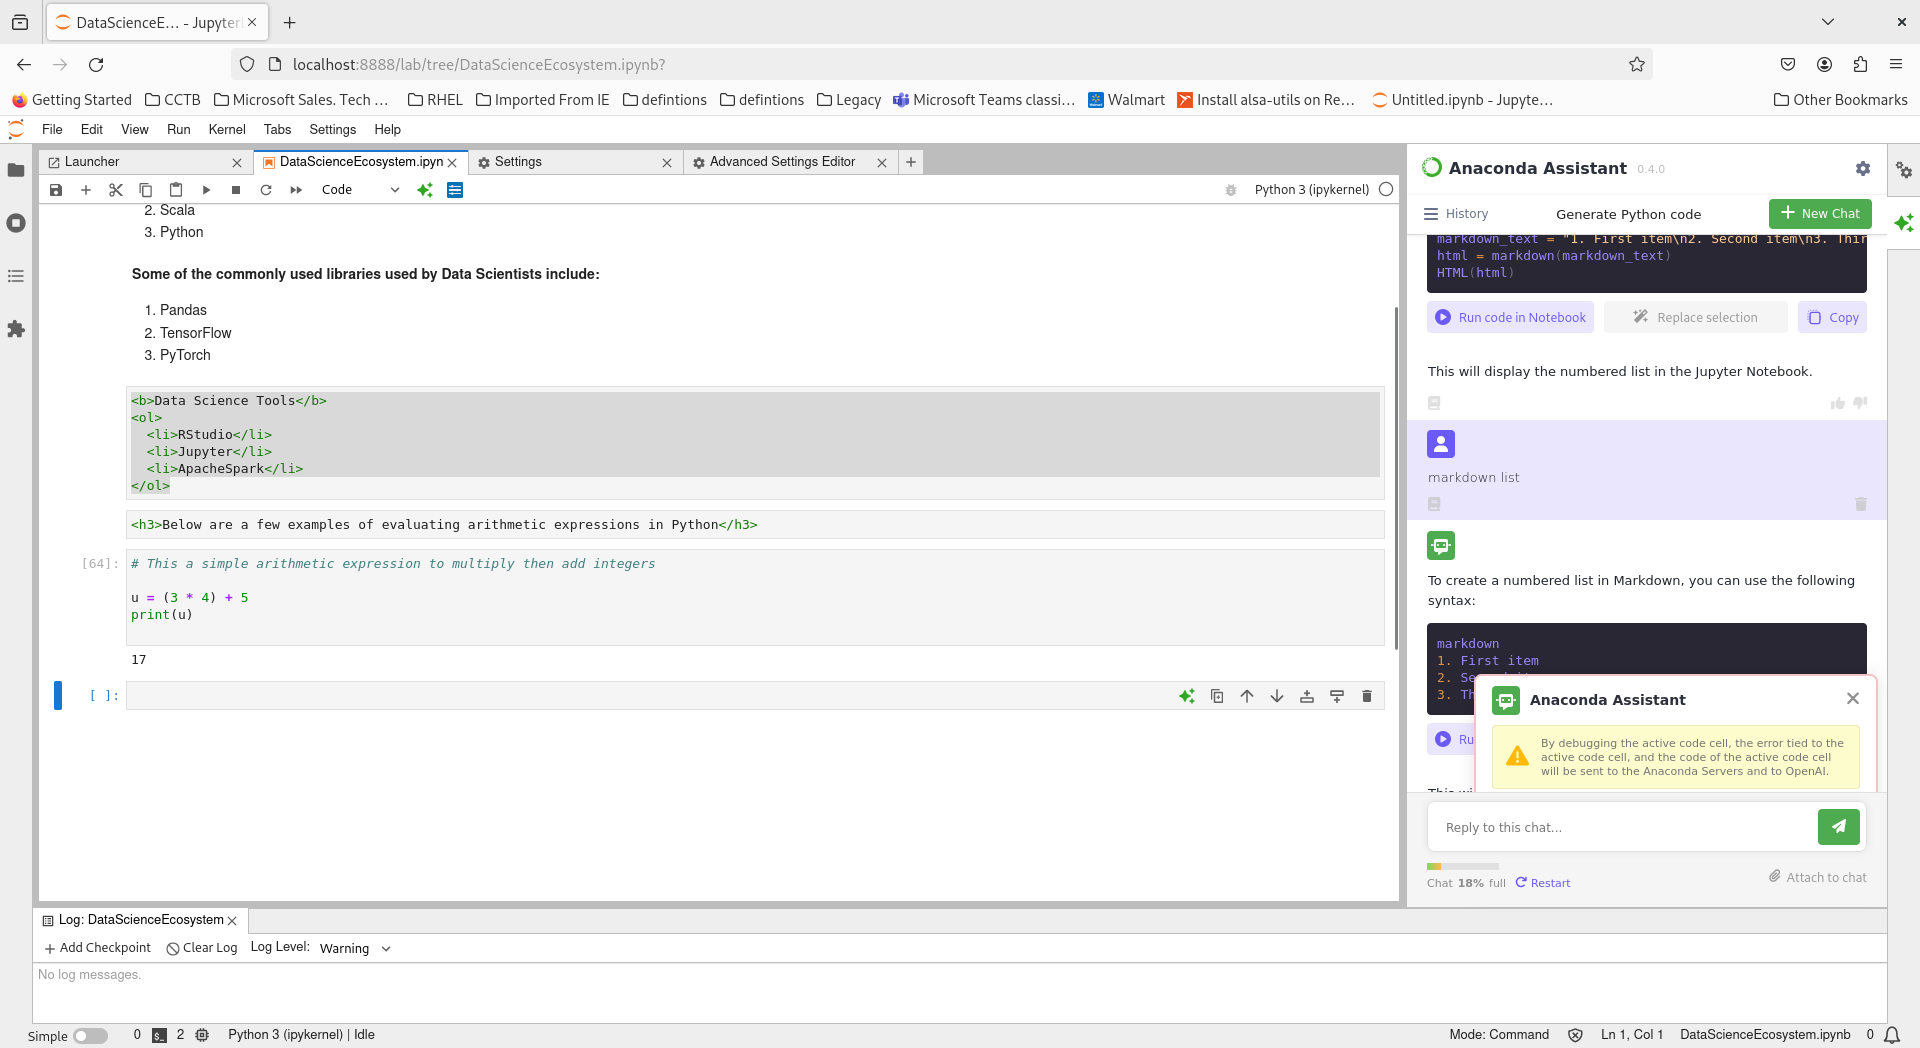 DataScienceE… - Jupyter
localhost:8888/lab/tree/DataScienceEcosystem.ipynb?
Getting Started CCTB Microsoft Sales. Tech … RHEL Imported From IE defintions defintions Legacy Microsoft Teams classi… Walmart Install alsa-utils on Re… Untitled.ipynb - Jupyte… Other Bookmarks
File Edit View Run Kernel Tabs Settings Help
Launcher DataScienceEcosystem.ipyn Settings Advanced Settings Editor
Code Python 3 (ipykernel)
2. Scala
3. Python
Some of the commonly used libraries used by Data Scientists include:
1. Pandas
2. TensorFlow
3. PyTorch
<b>Data Science Tools</b>
<ol>
<li>RStudio</li>
<li>Jupyter</li>
<li>ApacheSpark</li>
</ol>
<h3>Below are a few examples of evaluating arithmetic expressions in Python</h3>
[64]: # This a simple arithmetic expression to multiply then add integers
u = (3 * 4) + 5
print(u)
17
[ ]:
Anaconda Assistant 0.4.0
History Generate Python code New Chat
markdown_text = "1. First item\n2. Second item\n3. Thir
html = markdown(markdown_text)
HTML(html)
Run code in Notebook Replace selection Copy
This will display the numbered list in the Jupyter Notebook.
markdown list
To create a numbered list in Markdown, you can use the following
syntax:
markdown
1. First item
2. Se
3. Th
Ru
Anaconda Assistant
By debugging the active code cell, the error tied to the
active code cell, and the code of the active code cell
will be sent to the Anaconda Servers and to OpenAI.
Reply to this chat...
Chat 18% full Restart Attach to chat
Log: DataScienceEcosystem
Add Checkpoint Clear Log Log Level: Warning
No log messages.
Simple 0 2 Python 3 (ipykernel) | Idle Mode: Command Ln 1, Col 1 DataScienceEcosystem.ipynb 0